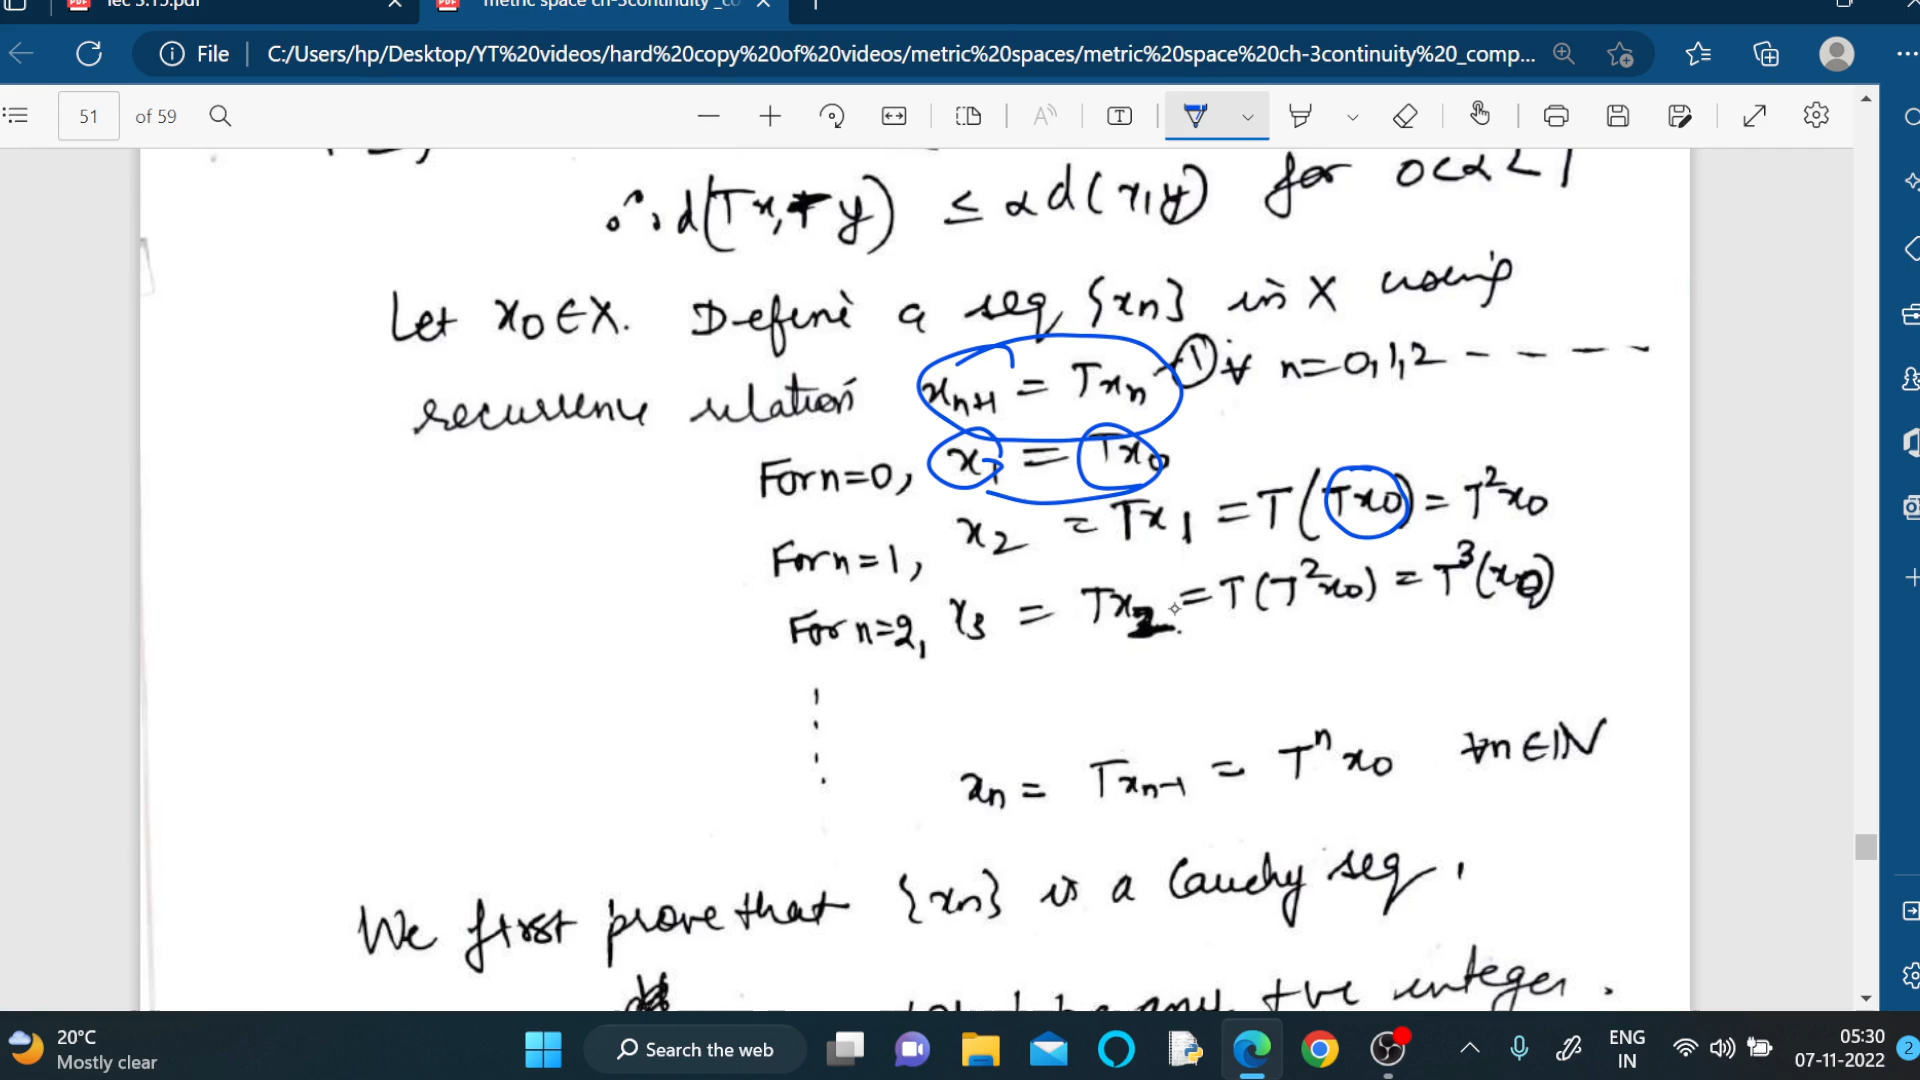 lec 3.15.pdf
metric space ch-3continuity _co
File
C:/Users/hp/Desktop/YT%20videos/hard%20copy%20of%20videos/metric%20spaces/metric%20space%20ch-3continuity%20_comp...
51 of 59
∴ d(Tx, Ty) ≤ αd(x,y) for 0<α<1
Let x₀∈X. Define a seq {xn} in X using
recurrence relation xn+1 = Txn -① ∀ n=0,1,2 - - - - -
For n=0, x₁ = Tx₀
For n=1, x₂ = Tx₁ = T(Tx₀) = T²x₀
For n=2, x₃ = Tx₂ = T(T²x₀) = T³(x₀)
xn = Txn-1 = Tⁿx₀ ∀n∈IN
We first prove that {xn} is a Cauchy seq.
+ve integer.
20°C
Mostly clear
Search the web
ENG
IN
05:30
07-11-2022
2